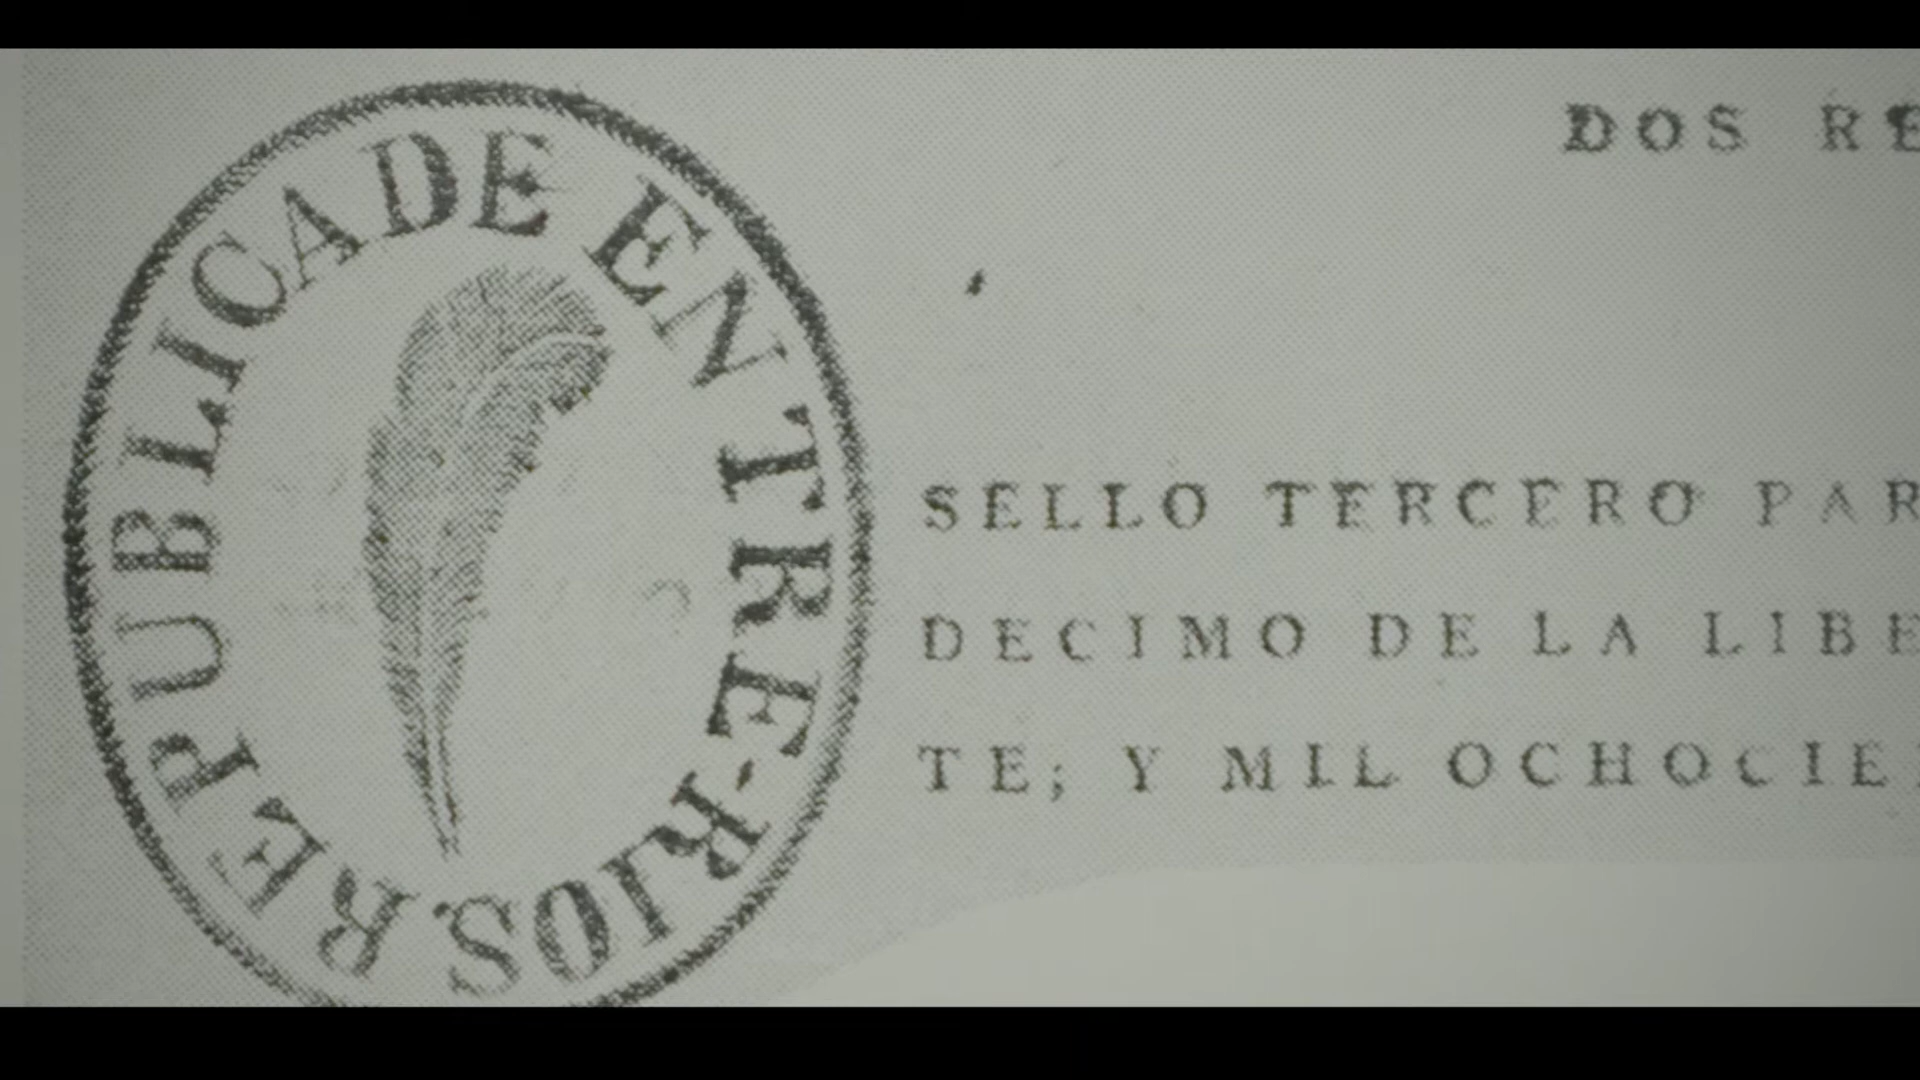 REPUBLICA DE ENTRE-RIOS.
DOS RE
SELLO TERCERO PAR
DECIMO DE LA LIBE
TE; Y MIL OCHOCIE